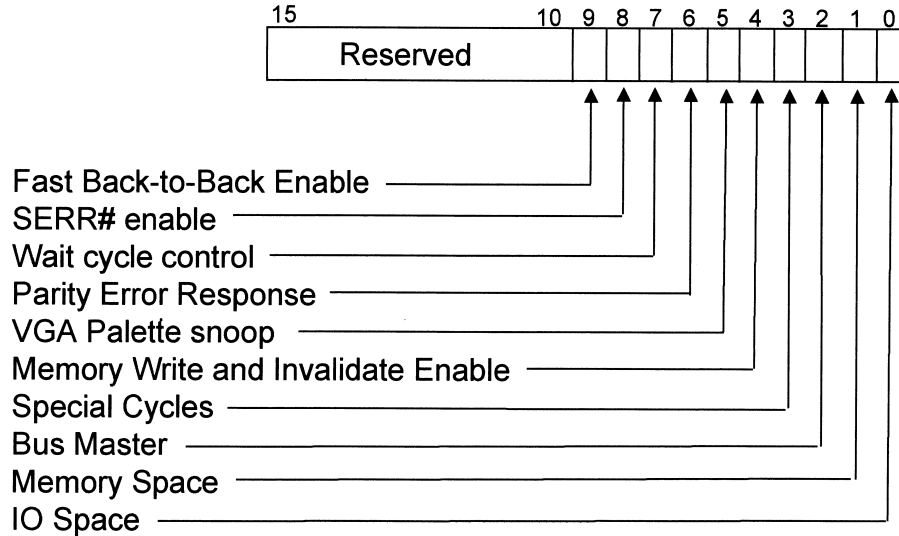 15 10 9 8 7 6 5 4 3 2 1 0
Reserved
Fast Back-to-Back Enable
SERR# enable
Wait cycle control
Parity Error Response
VGA Palette snoop
Memory Write and Invalidate Enable
Special Cycles
Bus Master
Memory Space
IO Space